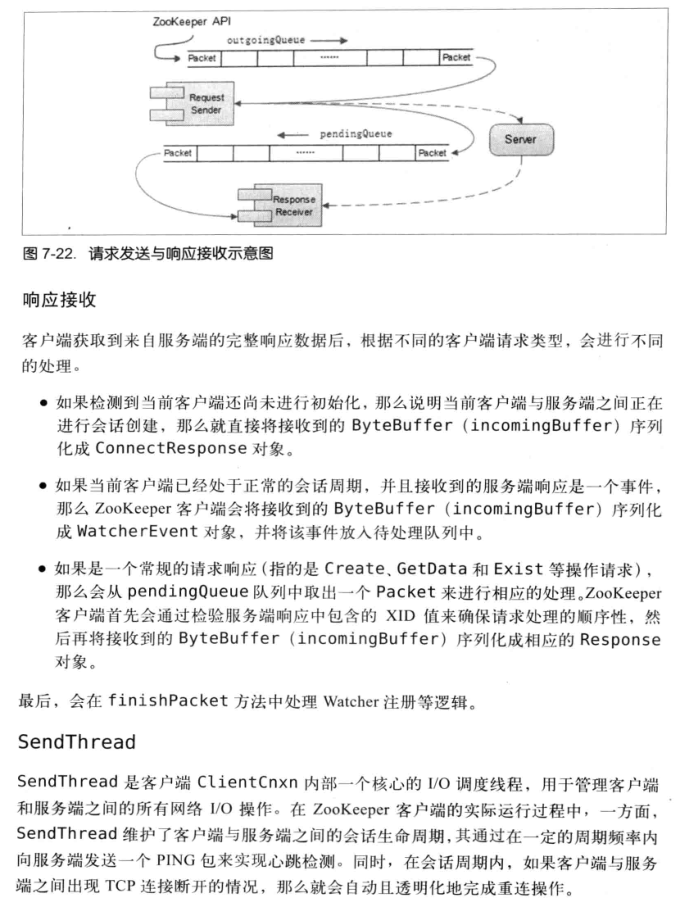 ZooKeeper API
outgoingQueue
Packet
......
Packet
Request
Sender
pendingQueue
Server
Packet
......
Packet
Response
Receiver
图 7-22. 请求发送与响应接收示意图
响应接收
客户端获取到来自服务端的完整响应数据后，根据不同的客户端请求类型，会进行不同
的处理。
● 如果检测到当前客户端还尚未进行初始化，那么说明当前客户端与服务端之间正在
进行会话创建，那么就直接将接收到的 ByteBuffer（incomingBuffer）序列
化成 ConnectResponse 对象。
● 如果当前客户端已经处于正常的会话周期，并且接收到的服务端响应是一个事件，
那么 ZooKeeper 客户端会将接收到的 ByteBuffer（incomingBuffer）序列化
成 WatcherEvent 对象，并将该事件放入待处理队列中。
● 如果是一个常规的请求响应（指的是 Create、GetData 和 Exist 等操作请求），
那么会从 pendingQueue 队列中取出一个 Packet 来进行相应的处理。ZooKeeper
客户端首先会通过检验服务端响应中包含的 XID 值来确保请求处理的顺序性，然
后再将接收到的 ByteBuffer（incomingBuffer）序列化成相应的 Response
对象。
最后，会在 finishPacket 方法中处理 Watcher 注册等逻辑。
SendThread
SendThread 是客户端 ClientCnxn 内部一个核心的 I/O 调度线程，用于管理客户端
和服务端之间的所有网络 I/O 操作。在 ZooKeeper 客户端的实际运行过程中，一方面，
SendThread 维护了客户端与服务端之间的会话生命周期，其通过在一定的周期频率内
向服务端发送一个 PING 包来实现心跳检测。同时，在会话周期内，如果客户端与服务
端之间出现 TCP 连接断开的情况，那么就会自动且透明化地完成重连操作。